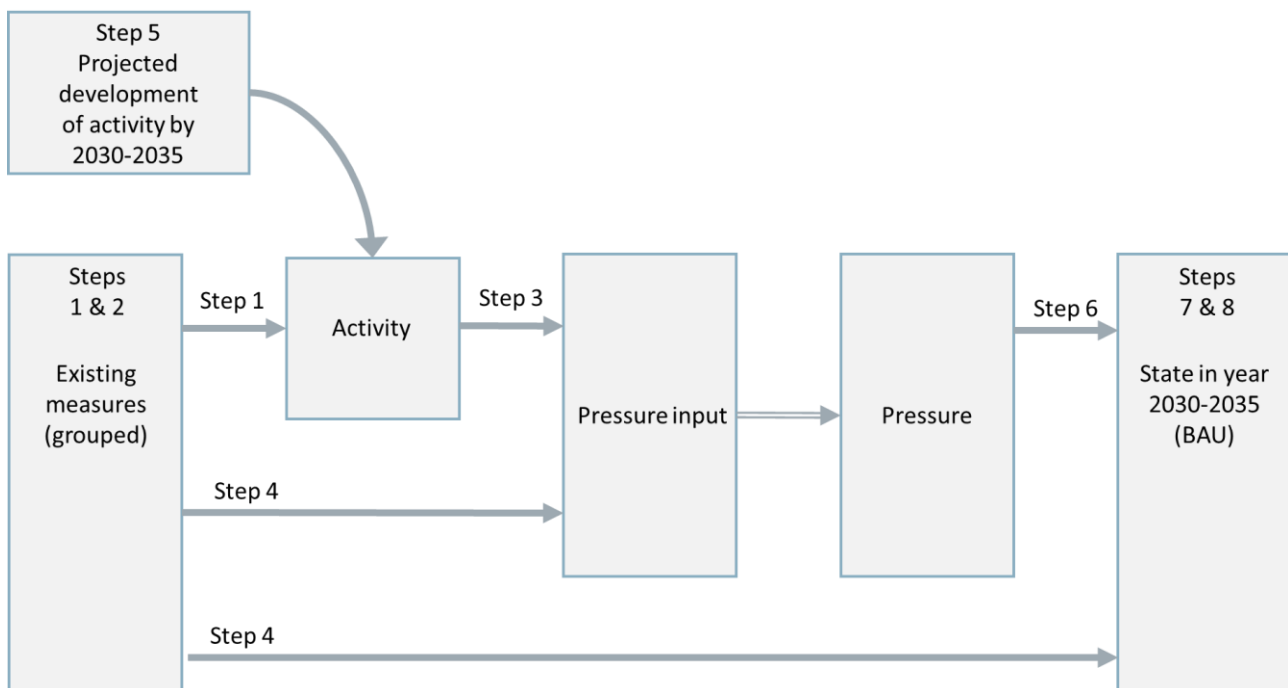 Step 5
Projected
development
of activity by
2030-2035
Steps
1 & 2
Existing
measures
(grouped)
Step 1
Activity
Step 3
Pressure input
Pressure
Step 6
Steps
7 & 8
State in year
2030-2035
(BAU)
Step 4
Step 4